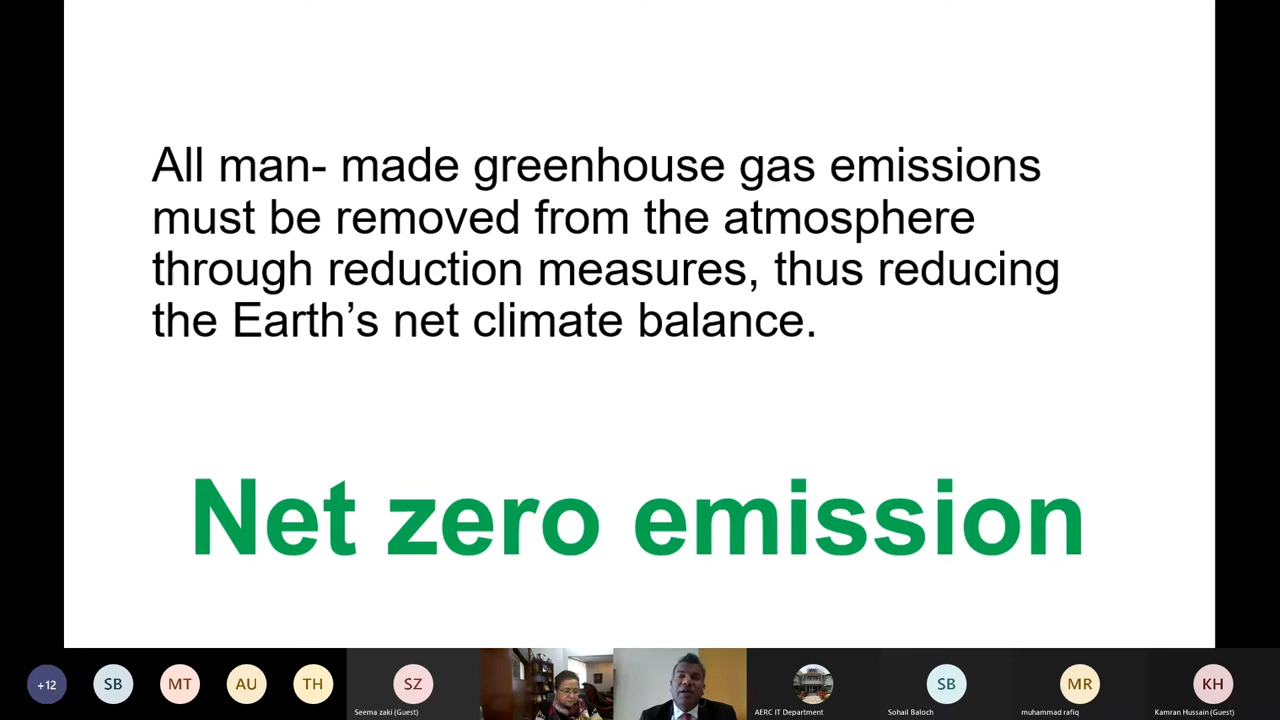 All man- made greenhouse gas emissions
must be removed from the atmosphere
through reduction measures, thus reducing
the Earth’s net climate balance.
Net zero emission
+12
SB
MT
AU
TH
SZ
Seema zaki (Guest)
AERC IT Department
SB
Sohail Baloch
MR
muhammad rafiq
KH
Kamran Hussain (Guest)